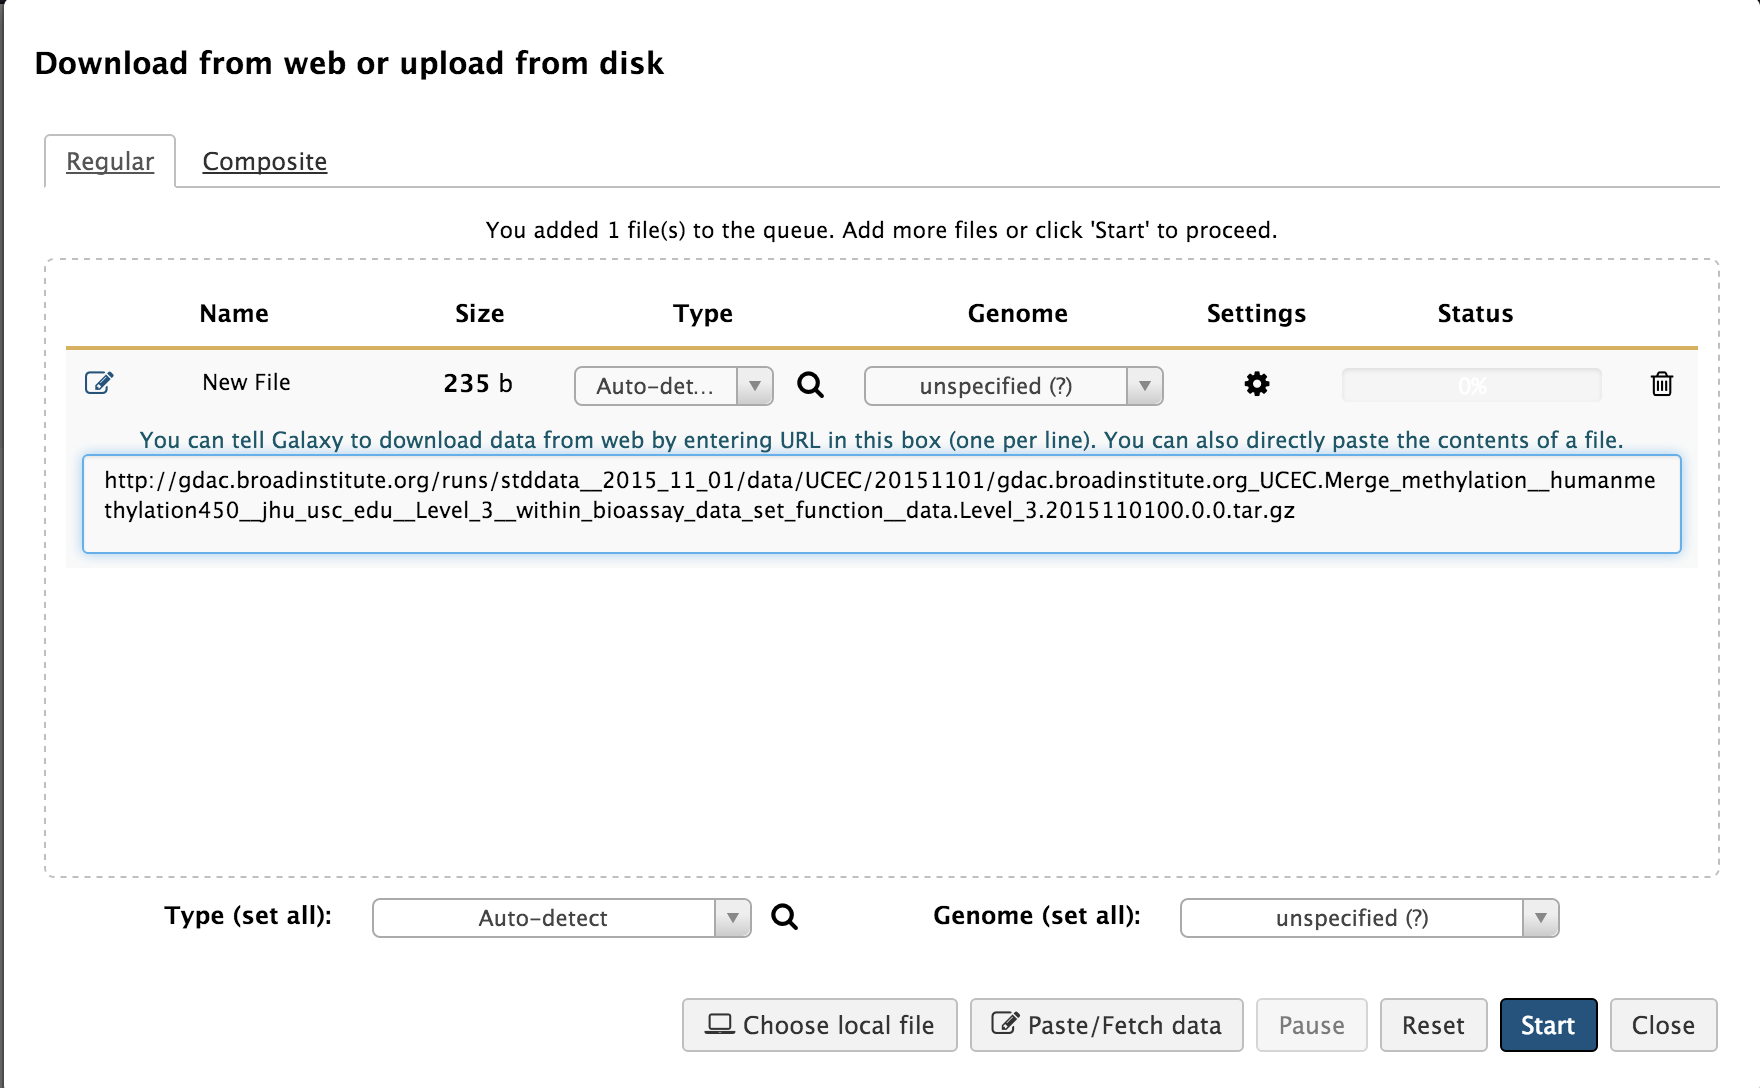 Download from web or upload from disk
Regular Composite
You added 1 file(s) to the queue. Add more files or click 'Start' to proceed.
Name Size Type Genome Settings Status
New File 235 b Auto-det... unspecified (?) 0%
You can tell Galaxy to download data from web by entering URL in this box (one per line). You can also directly paste the contents of a file.
http://gdac.broadinstitute.org/runs/stddata__2015_11_01/data/UCEC/20151101/gdac.broadinstitute.org_UCEC.Merge_methylation__humanme
thylation450__jhu_usc_edu__Level_3__within_bioassay_data_set_function__data.Level_3.2015110100.0.0.tar.gz
Type (set all): Auto-detect Genome (set all): unspecified (?)
Choose local file Paste/Fetch data Pause Reset Start Close